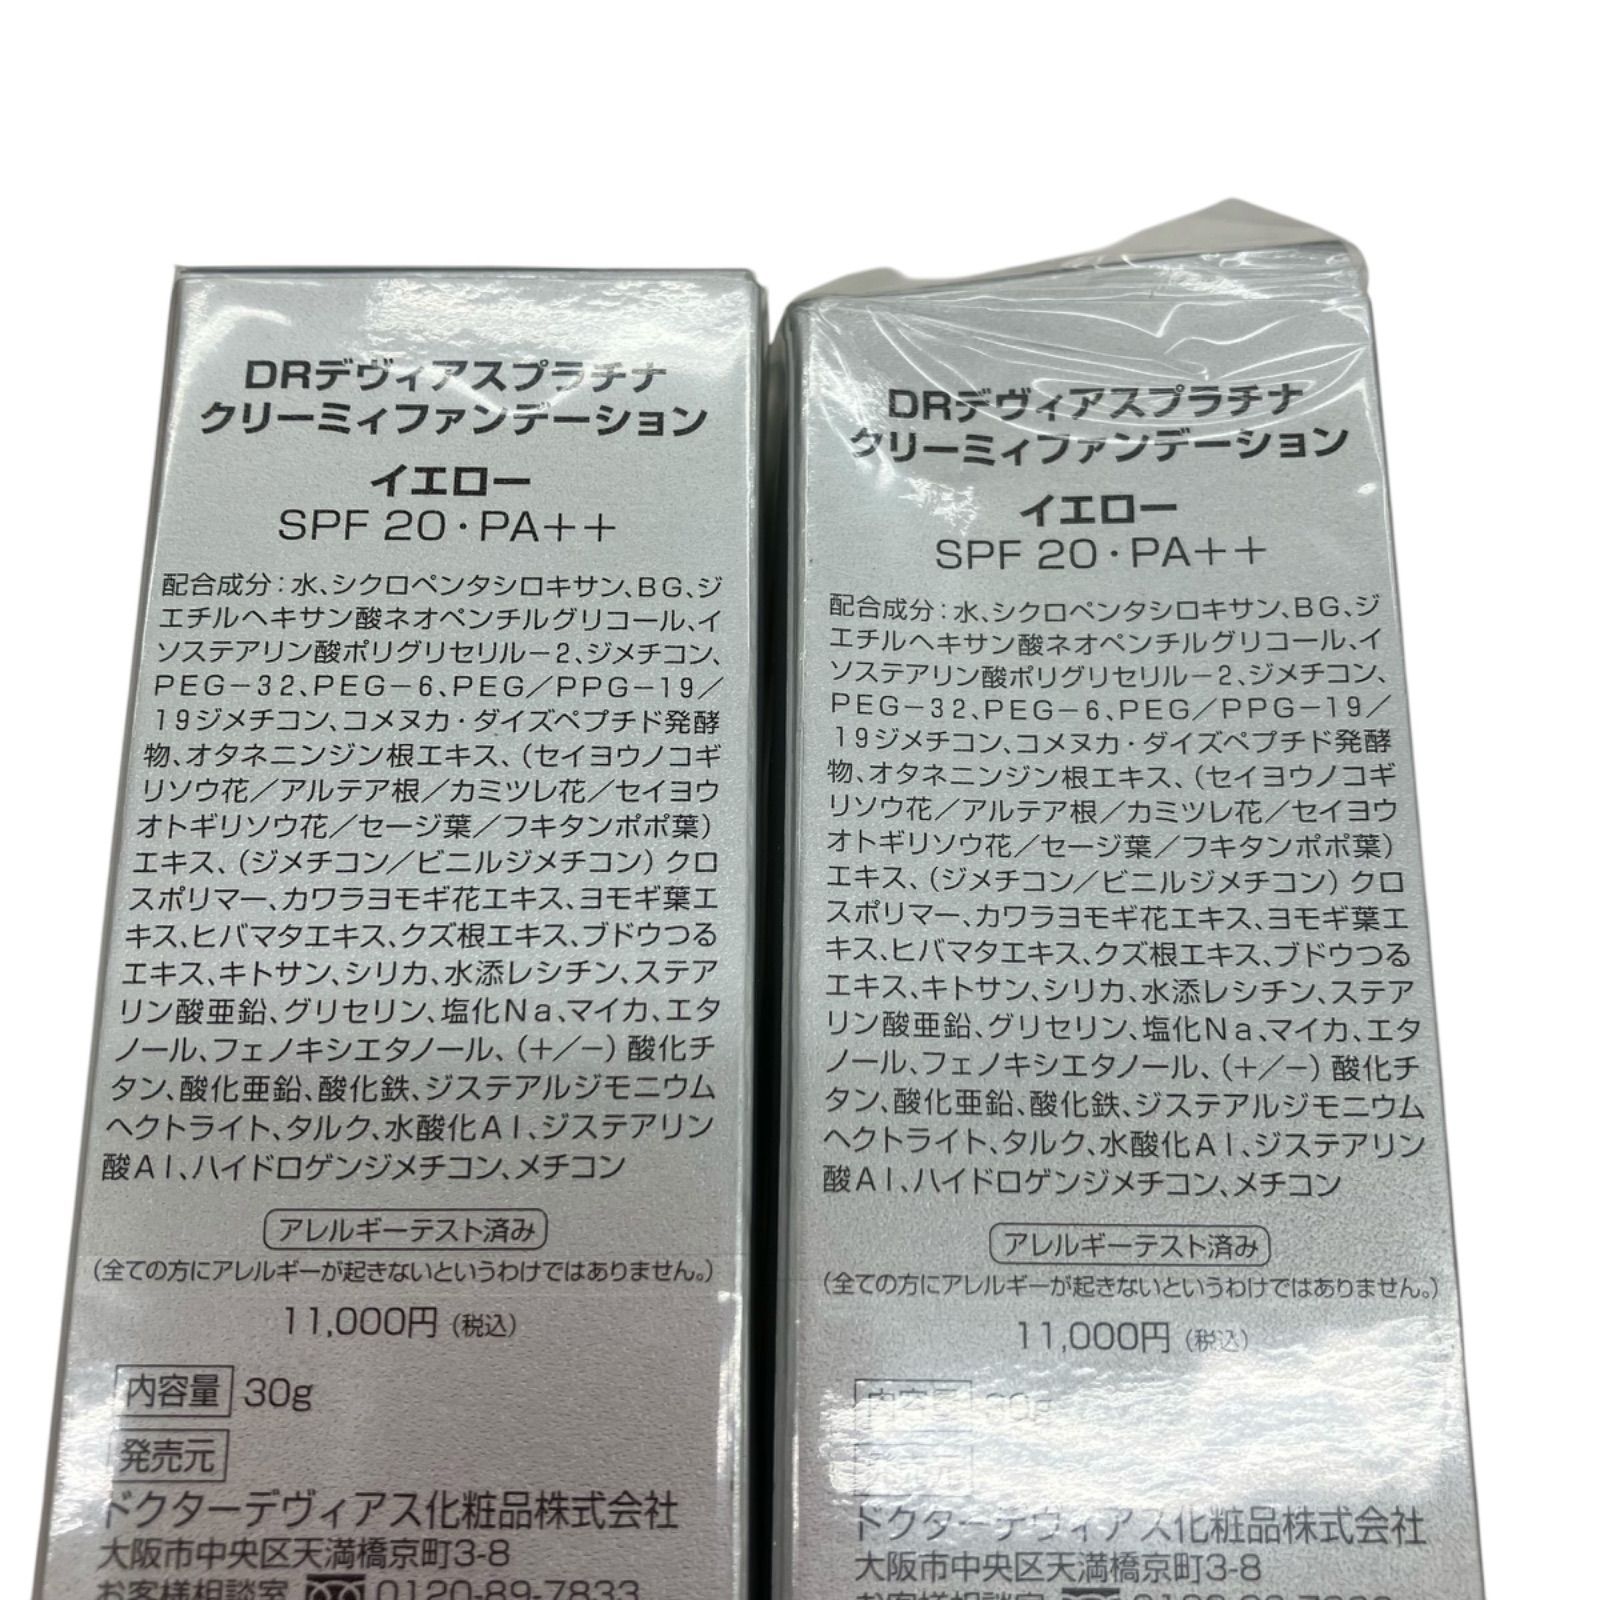 DRデヴィアスプラチナ
クリーミィファンデーション
イエロー
SPF 20・PA++
配合成分：水、シクロペンタシロキサン、BG、ジ
エチルヘキサン酸ネオペンチルグリコール、イ
ソステアリン酸ポリグリセリル－2、ジメチコン、
PEG－32、PEG－6、PEG／PPG－19／
19ジメチコン、コメヌカ・ダイズペプチド発酵
物、オタネニンジン根エキス、（セイヨウノコギ
リソウ花／アルテア根／カミツレ花／セイヨウ
オトギリソウ花／セージ葉／フキタンポポ葉）
エキス、（ジメチコン／ビニルジメチコン）クロ
スポリマー、カワラヨモギ花エキス、ヨモギ葉エ
キス、ヒバマタエキス、クズ根エキス、ブドウつる
エキス、キトサン、シリカ、水添レシチン、ステア
リン酸亜鉛、グリセリン、塩化Na、マイカ、エタ
ノール、フェノキシエタノール、（＋／－）酸化チ
タン、酸化亜鉛、酸化鉄、ジステアルジモニウム
ヘクトライト、タルク、水酸化Al、ジステアリン
酸Al、ハイドロゲンジメチコン、メチコン
アレルギーテスト済み
（全ての方にアレルギーが起きないというわけではありません。）
11,000円（税込）
内容量 30g
発売元
ドクターデヴィアス化粧品株式会社
大阪市中央区天満橋京町3-8
お客様相談室 0120-89-7833
DRデヴィアスプラチナ
クリーミィファンデーション
イエロー
SPF 20・PA++
配合成分：水、シクロペンタシロキサン、BG、ジ
エチルヘキサン酸ネオペンチルグリコール、イ
ソステアリン酸ポリグリセリル－2、ジメチコン、
PEG－32、PEG－6、PEG／PPG－19／
19ジメチコン、コメヌカ・ダイズペプチド発酵
物、オタネニンジン根エキス、（セイヨウノコギ
リソウ花／アルテア根／カミツレ花／セイヨウ
オトギリソウ花／セージ葉／フキタンポポ葉）
エキス、（ジメチコン／ビニルジメチコン）クロ
スポリマー、カワラヨモギ花エキス、ヨモギ葉エ
キス、ヒバマタエキス、クズ根エキス、ブドウつる
エキス、キトサン、シリカ、水添レシチン、ステア
リン酸亜鉛、グリセリン、塩化Na、マイカ、エタ
ノール、フェノキシエタノール、（＋／－）酸化チ
タン、酸化亜鉛、酸化鉄、ジステアルジモニウム
ヘクトライト、タルク、水酸化Al、ジステアリン
酸Al、ハイドロゲンジメチコン、メチコン
アレルギーテスト済み
（全ての方にアレルギーが起きないというわけではありません。）
11,000円（税込）
内容量 30g
発売元
ドクターデヴィアス化粧品株式会社
大阪市中央区天満橋京町3-8
お客様相談室